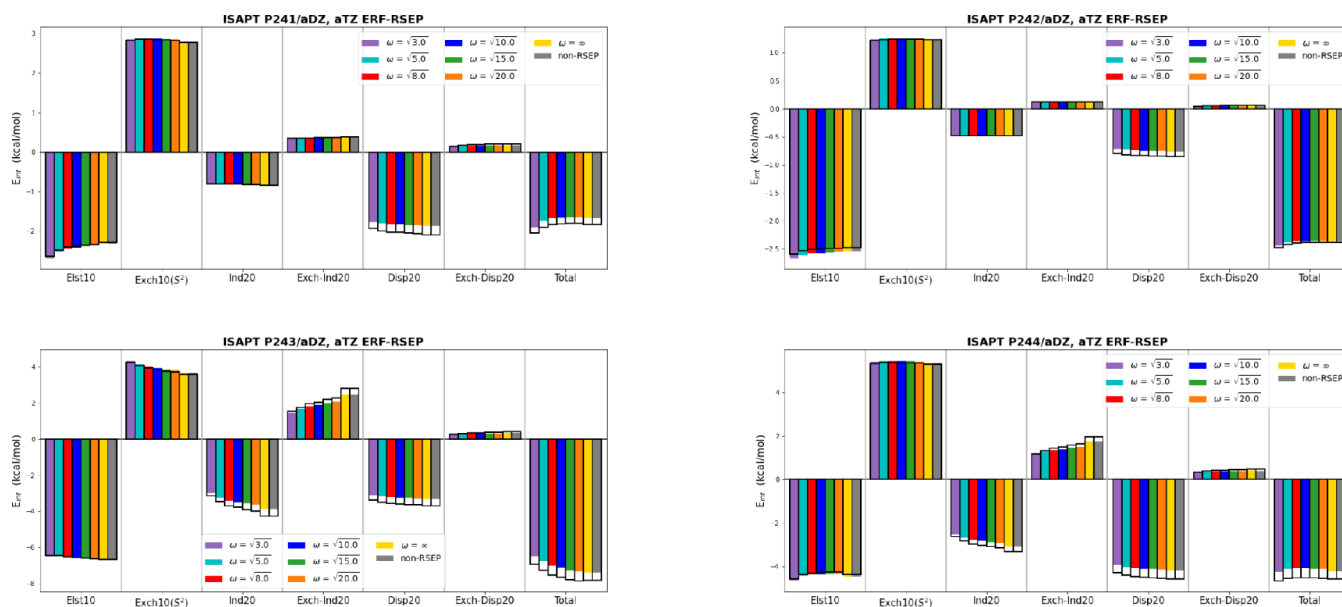 ISAPT P241/aDZ, aTZ ERF-RSEP
3
2
1
0
−1
−2
E_int (kcal/mol)
ω = √3.0
ω = √5.0
ω = √8.0
ω = √10.0
ω = √15.0
ω = √20.0
ω = ∞
non-RSEP
Elst10 Exch10(S²) Ind20 Exch-Ind20 Disp20 Exch-Disp20 Total
ISAPT P242/aDZ, aTZ ERF-RSEP
1.0
0.5
0.0
−0.5
−1.0
−1.5
−2.0
−2.5
E_int (kcal/mol)
ω = √3.0
ω = √5.0
ω = √8.0
ω = √10.0
ω = √15.0
ω = √20.0
ω = ∞
non-RSEP
Elst10 Exch10(S²) Ind20 Exch-Ind20 Disp20 Exch-Disp20 Total
ISAPT P243/aDZ, aTZ ERF-RSEP
4
2
0
−2
−4
−6
−8
E_int (kcal/mol)
ω = √3.0
ω = √5.0
ω = √8.0
ω = √10.0
ω = √15.0
ω = √20.0
ω = ∞
non-RSEP
Elst10 Exch10(S²) Ind20 Exch-Ind20 Disp20 Exch-Disp20 Total
ISAPT P244/aDZ, aTZ ERF-RSEP
4
2
0
−2
−4
E_int (kcal/mol)
ω = √3.0
ω = √5.0
ω = √8.0
ω = √10.0
ω = √15.0
ω = √20.0
ω = ∞
non-RSEP
Elst10 Exch10(S²) Ind20 Exch-Ind20 Disp20 Exch-Disp20 Total